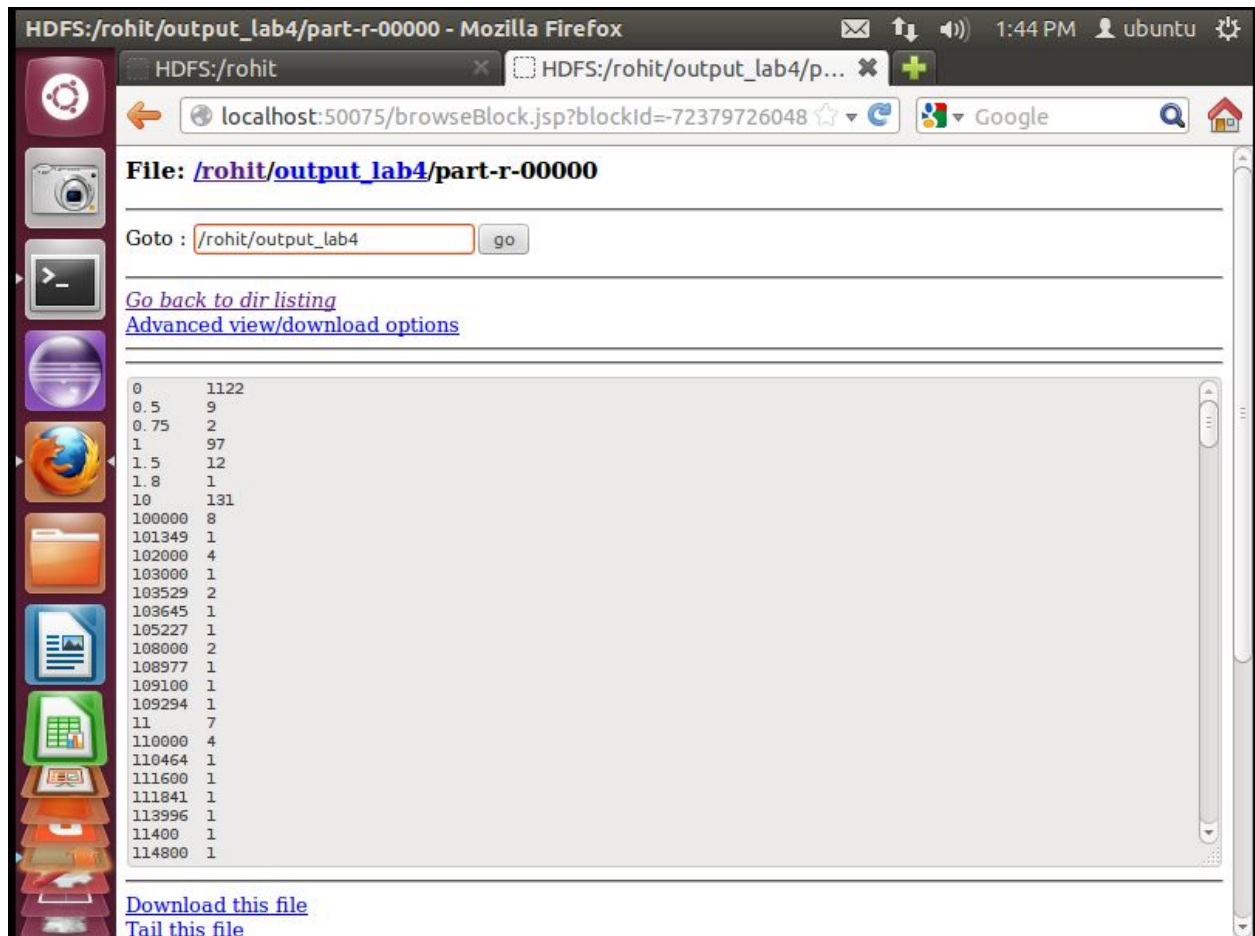 HDFS:/rohit/output_lab4/part-r-00000 - Mozilla Firefox 1:44 PM ubuntu
HDFS:/rohit HDFS:/rohit/output_lab4/p...
localhost:50075/browseBlock.jsp?blockId=-72379726048 Google
File: /rohit/output_lab4/part-r-00000
Goto : /rohit/output_lab4 go
Go back to dir listing
Advanced view/download options
0 1122
0.5 9
0.75 2
1 97
1.5 12
1.8 1
10 131
100000 8
101349 1
102000 4
103000 1
103529 2
103645 1
105227 1
108000 2
108977 1
109100 1
109294 1
11 7
110000 4
110464 1
111600 1
111841 1
113996 1
11400 1
114800 1
Download this file
Tail this file